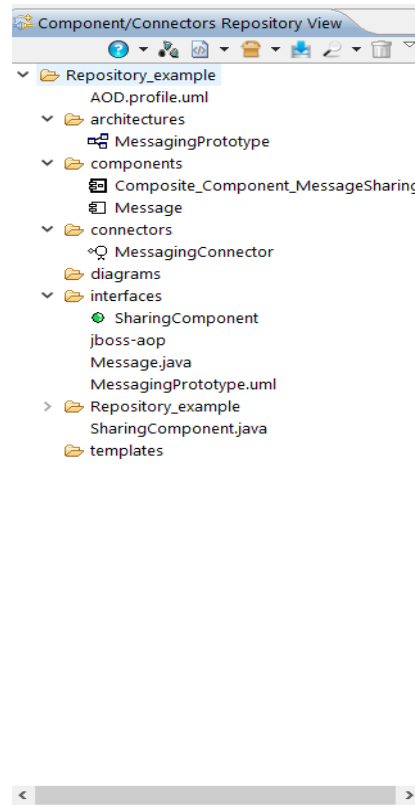 Component/Connectors Repository View
Repository_example
AOD.profile.uml
architectures
MessagingPrototype
components
Composite_Component_MessageSharing
Message
connectors
MessagingConnector
diagrams
interfaces
SharingComponent
jboss-aop
Message.java
MessagingPrototype.uml
Repository_example
SharingComponent.java
templates